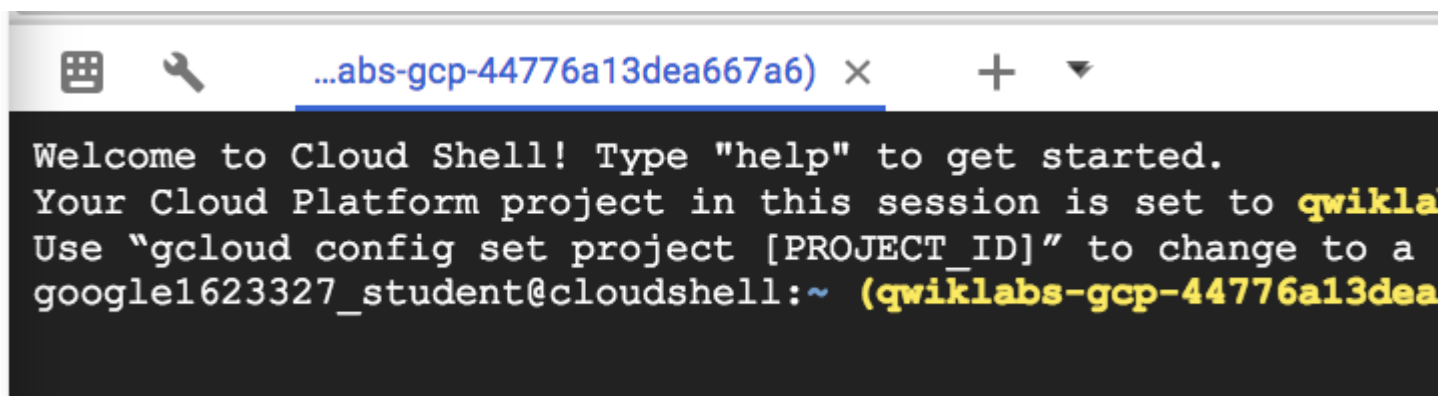 ...abs-gcp-44776a13dea667a6)
Welcome to Cloud Shell! Type "help" to get started.
Your Cloud Platform project in this session is set to qwikla
Use “gcloud config set project [PROJECT_ID]” to change to a
google1623327_student@cloudshell:~ (qwiklabs-gcp-44776a13dea